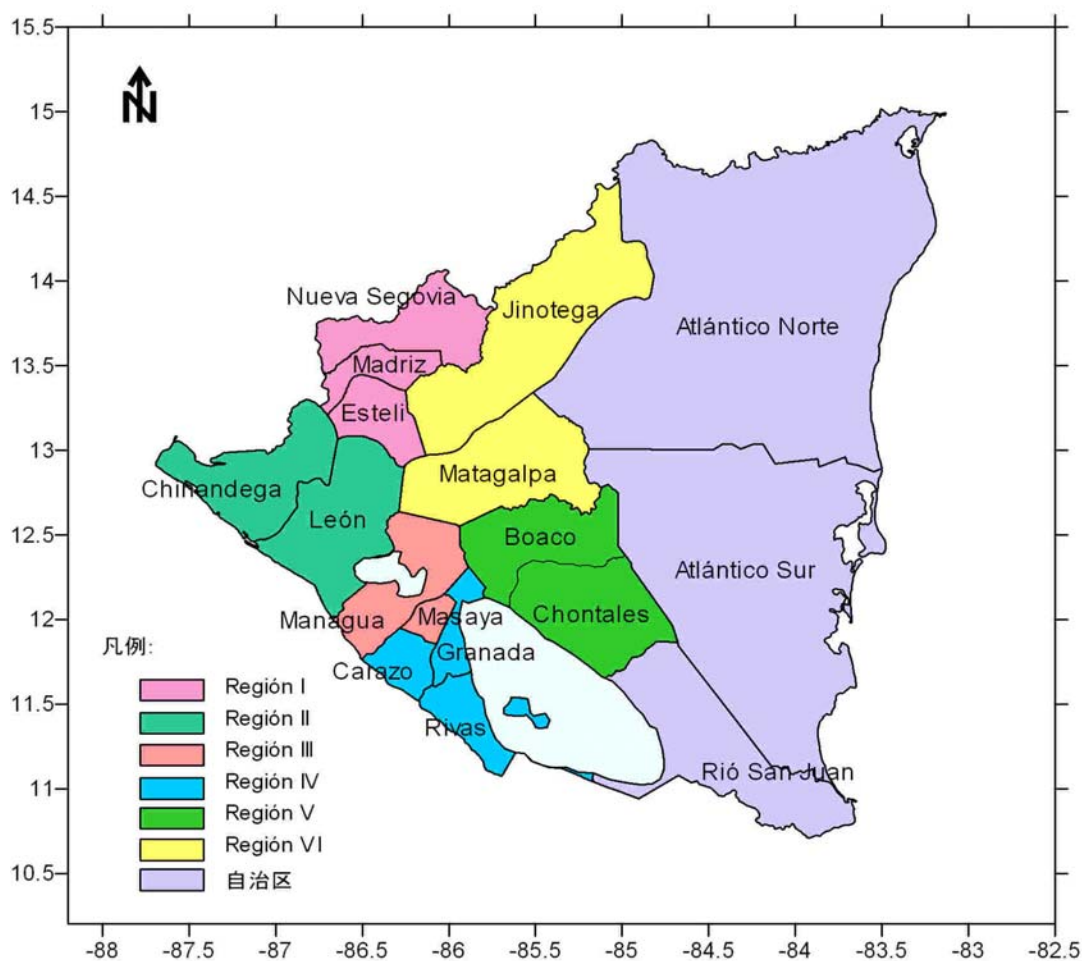 15.5
15
14.5
14
13.5
13
12.5
12
11.5
11
10.5
N
Nueva Segovia
Jinotega
Atlántico Norte
Madriz
Esteli
Matagalpa
Chinandega
León
Boaco
Atlántico Sur
Managua
Masaya
Chontales
Granada
Carazo
Rivas
Rió San Juan
凡例:
Región I
Región II
Región III
Región IV
Región V
Región VI
自治区
-88 -87.5 -87 -86.5 -86 -85.5 -85 -84.5 -84 -83.5 -83 -82.5